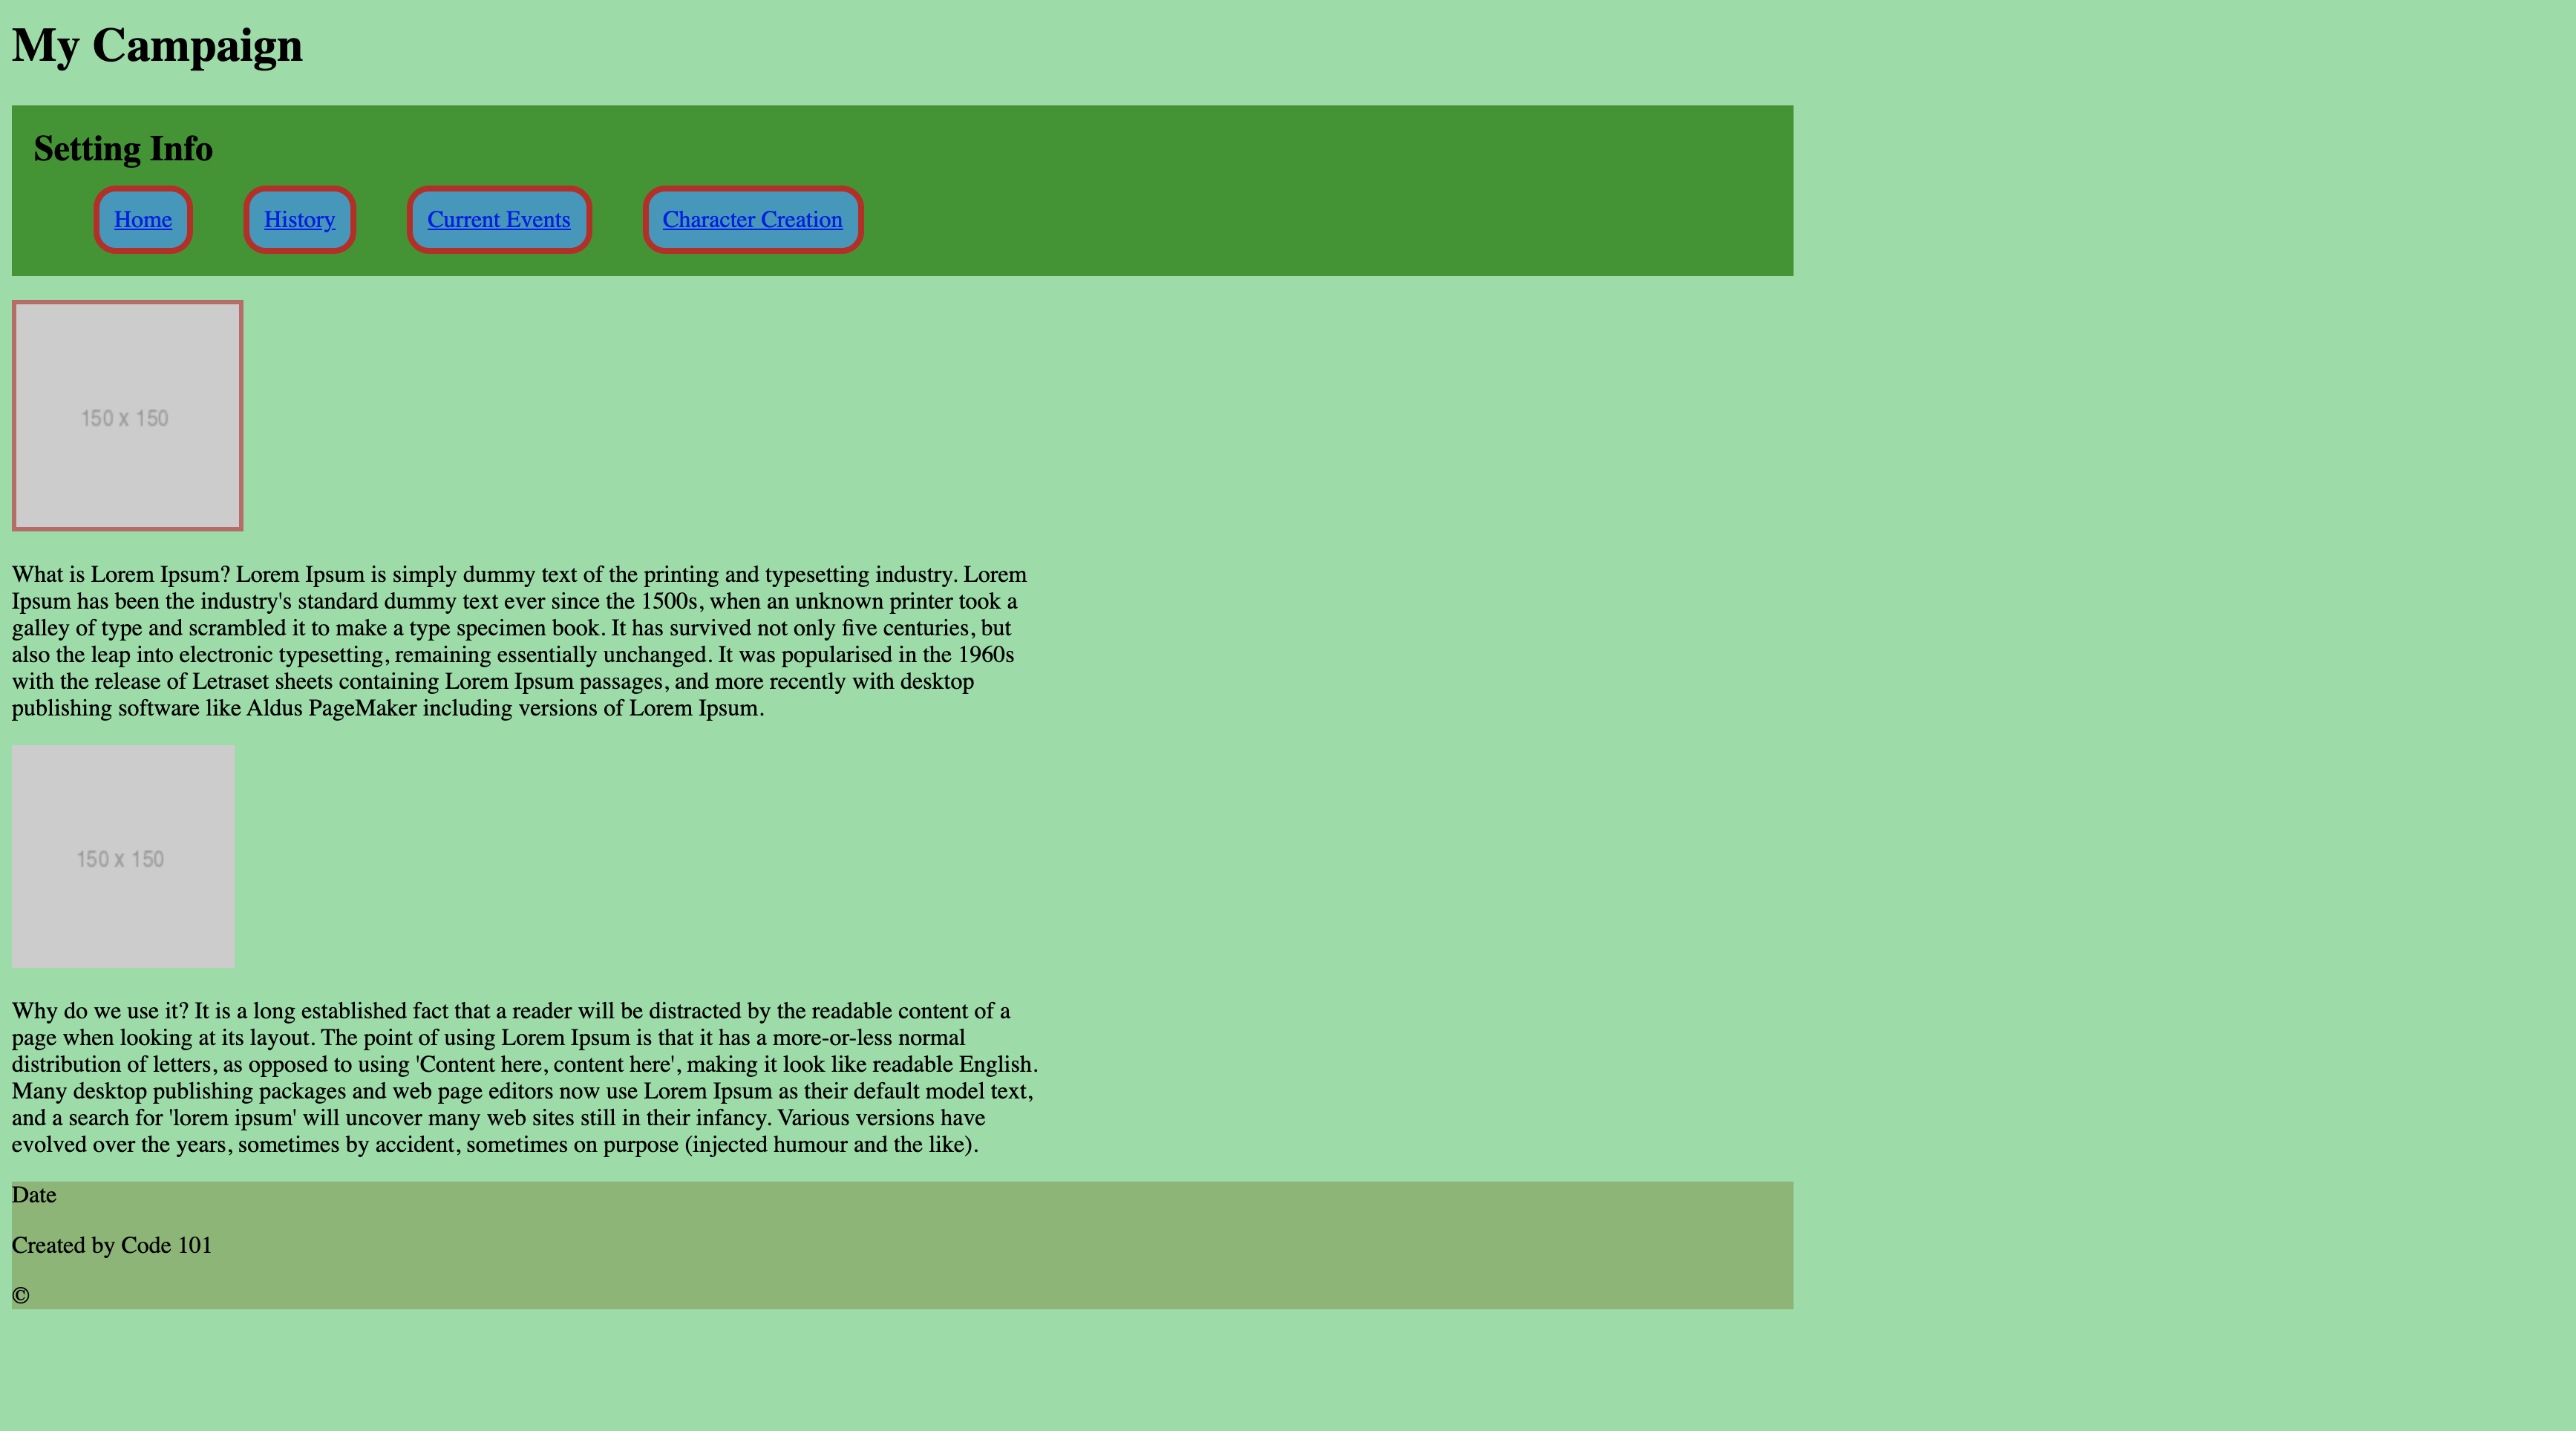 My Campaign
Setting Info
Home History Current Events Character Creation
150 x 150
What is Lorem Ipsum? Lorem Ipsum is simply dummy text of the printing and typesetting industry. Lorem
Ipsum has been the industry's standard dummy text ever since the 1500s, when an unknown printer took a
galley of type and scrambled it to make a type specimen book. It has survived not only five centuries, but
also the leap into electronic typesetting, remaining essentially unchanged. It was popularised in the 1960s
with the release of Letraset sheets containing Lorem Ipsum passages, and more recently with desktop
publishing software like Aldus PageMaker including versions of Lorem Ipsum.
150 x 150
Why do we use it? It is a long established fact that a reader will be distracted by the readable content of a
page when looking at its layout. The point of using Lorem Ipsum is that it has a more-or-less normal
distribution of letters, as opposed to using 'Content here, content here', making it look like readable English.
Many desktop publishing packages and web page editors now use Lorem Ipsum as their default model text,
and a search for 'lorem ipsum' will uncover many web sites still in their infancy. Various versions have
evolved over the years, sometimes by accident, sometimes on purpose (injected humour and the like).
Date
Created by Code 101
©